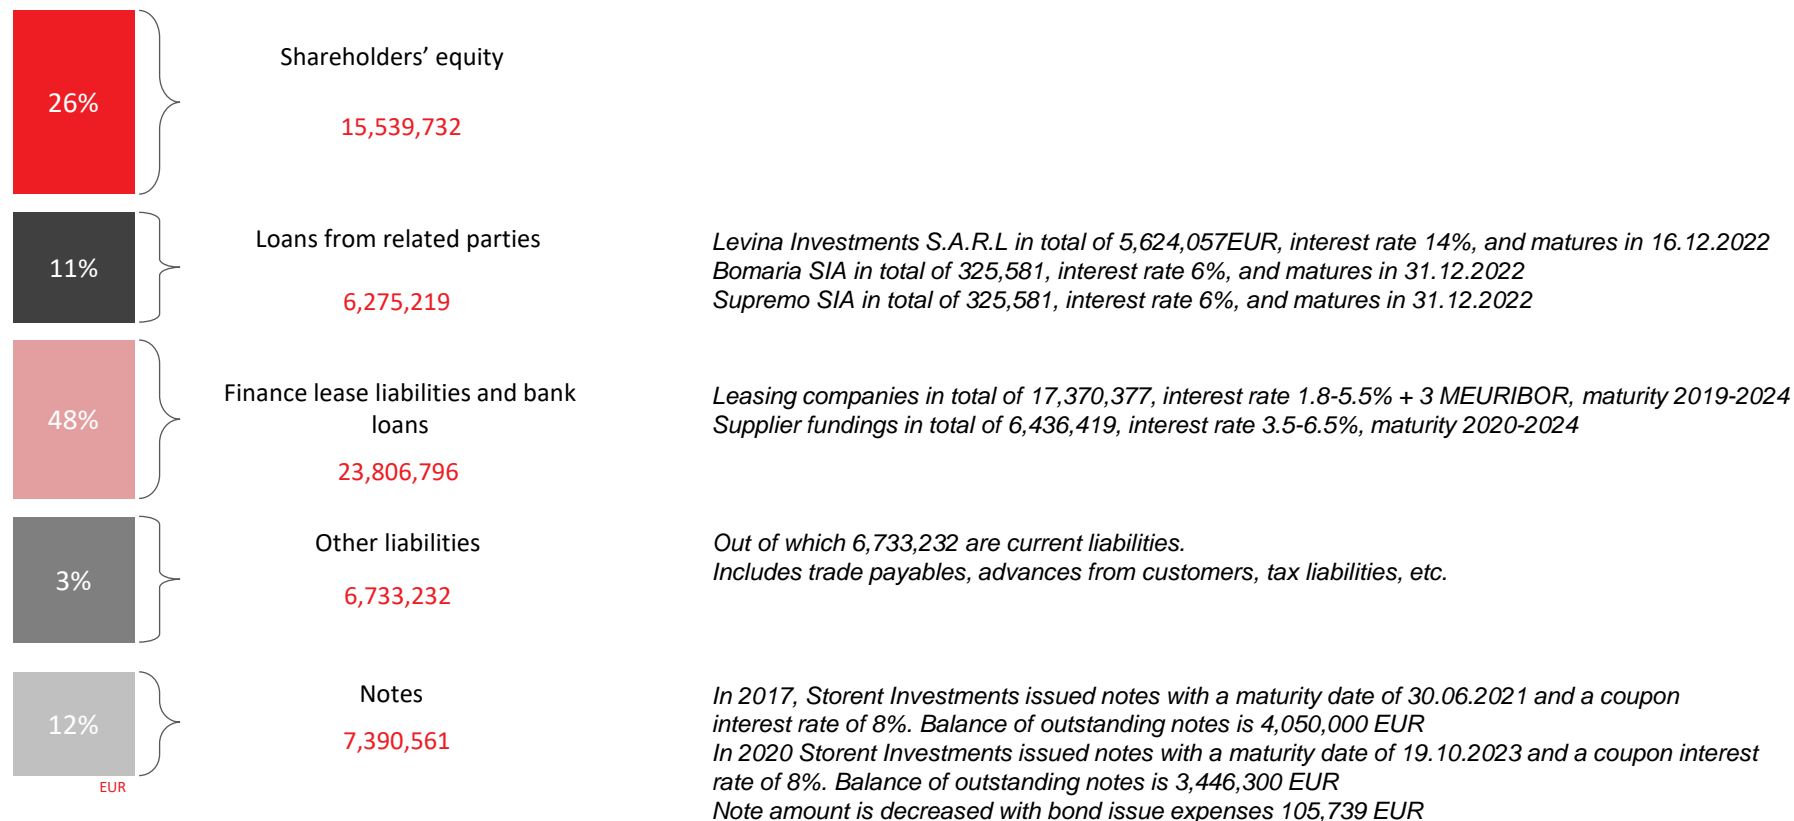 26%
Shareholders’ equity
15,539,732
11%
Loans from related parties
6,275,219
Levina Investments S.A.R.L in total of 5,624,057EUR, interest rate 14%, and matures in 16.12.2022
Bomaria SIA in total of 325,581, interest rate 6%, and matures in 31.12.2022
Supremo SIA in total of 325,581, interest rate 6%, and matures in 31.12.2022
48%
Finance lease liabilities and bank
loans
23,806,796
Leasing companies in total of 17,370,377, interest rate 1.8-5.5% + 3 MEURIBOR, maturity 2019-2024
Supplier fundings in total of 6,436,419, interest rate 3.5-6.5%, maturity 2020-2024
3%
Other liabilities
6,733,232
Out of which 6,733,232 are current liabilities.
Includes trade payables, advances from customers, tax liabilities, etc.
12%
EUR
Notes
7,390,561
In 2017, Storent Investments issued notes with a maturity date of 30.06.2021 and a coupon
interest rate of 8%. Balance of outstanding notes is 4,050,000 EUR
In 2020 Storent Investments issued notes with a maturity date of 19.10.2023 and a coupon interest
rate of 8%. Balance of outstanding notes is 3,446,300 EUR
Note amount is decreased with bond issue expenses 105,739 EUR